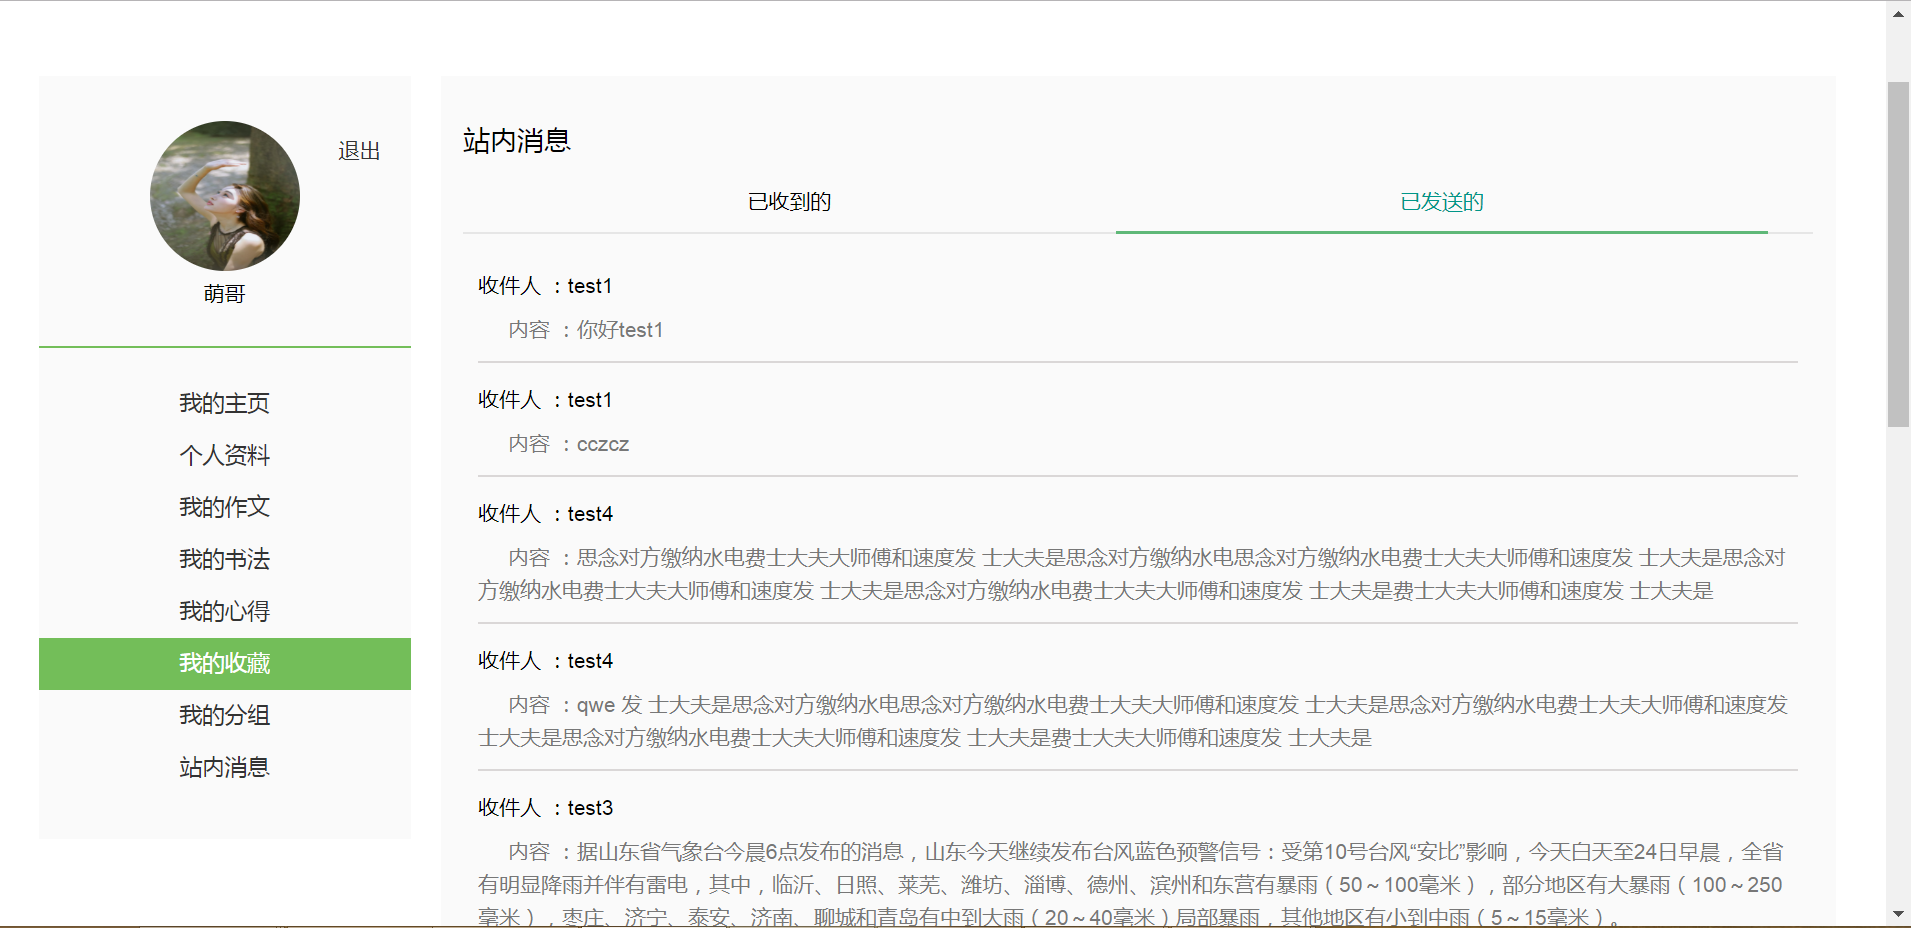 退出
萌哥
我的主页
个人资料
我的作文
我的书法
我的心得
我的收藏
我的分组
站内消息
站内消息
已收到的
已发送的
收件人 ：test1
内容 ：你好test1
收件人 ：test1
内容 ：cczcz
收件人 ：test4
内容 ：思念对方缴纳水电费士大夫大师傅和速度发 士大夫是思念对方缴纳水电思念对方缴纳水电费士大夫大师傅和速度发 士大夫是思念对
方缴纳水电费士大夫大师傅和速度发 士大夫是思念对方缴纳水电费士大夫大师傅和速度发 士大夫是费士大夫大师傅和速度发 士大夫是
收件人 ：test4
内容 ：qwe 发 士大夫是思念对方缴纳水电思念对方缴纳水电费士大夫大师傅和速度发 士大夫是思念对方缴纳水电费士大夫大师傅和速度发
士大夫是思念对方缴纳水电费士大夫大师傅和速度发 士大夫是费士大夫大师傅和速度发 士大夫是
收件人 ：test3
内容 ：据山东省气象台今晨6点发布的消息，山东今天继续发布台风蓝色预警信号：受第10号台风“安比”影响，今天白天至24日早晨，全省
有明显降雨并伴有雷电，其中，临沂、日照、莱芜、潍坊、淄博、德州、滨州和东营有暴雨（50～100毫米），部分地区有大暴雨（100～250
毫米），枣庄、济宁、泰安、济南、聊城和青岛有中到大雨（20～40毫米）局部暴雨，其他地区有小到中雨（5～15毫米）。